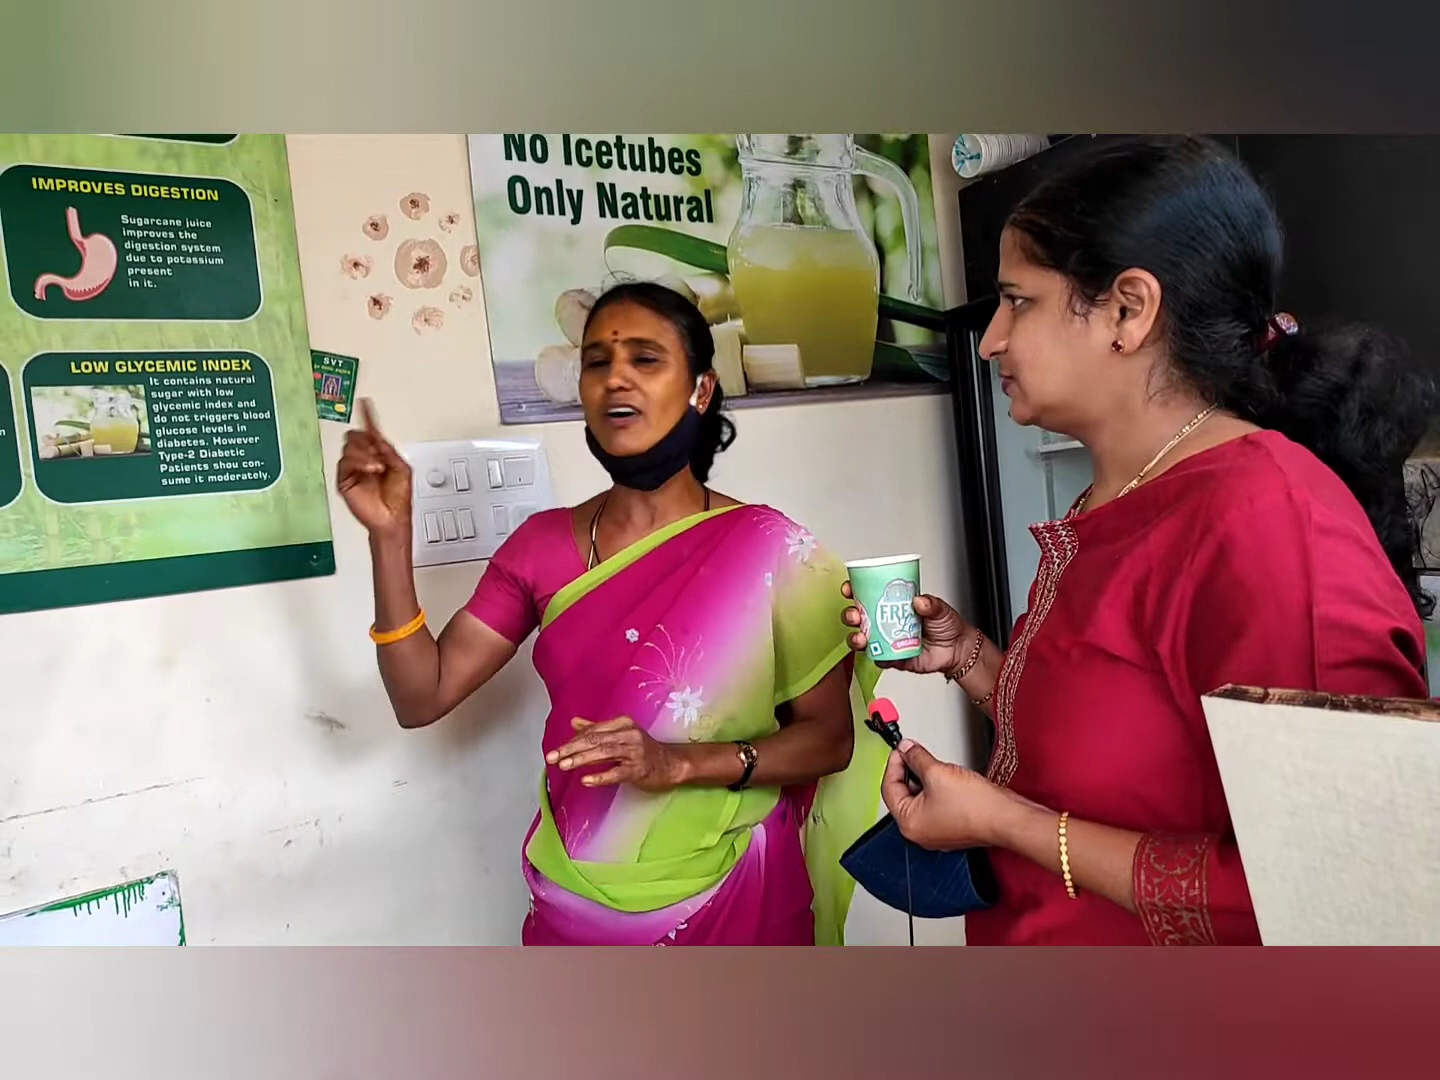 IMPROVES DIGESTION
Sugarcane juice
improves the
digestion system
due to potassium
present
in it.
LOW GLYCEMIC INDEX
It contains natural
sugar with low
glycemic index and
do not triggers blood
glucose levels in
diabetes. However
Type-2 Diabetic
Patients shou con-
sume it moderately.
SVT
No Icetubes
Only Natural